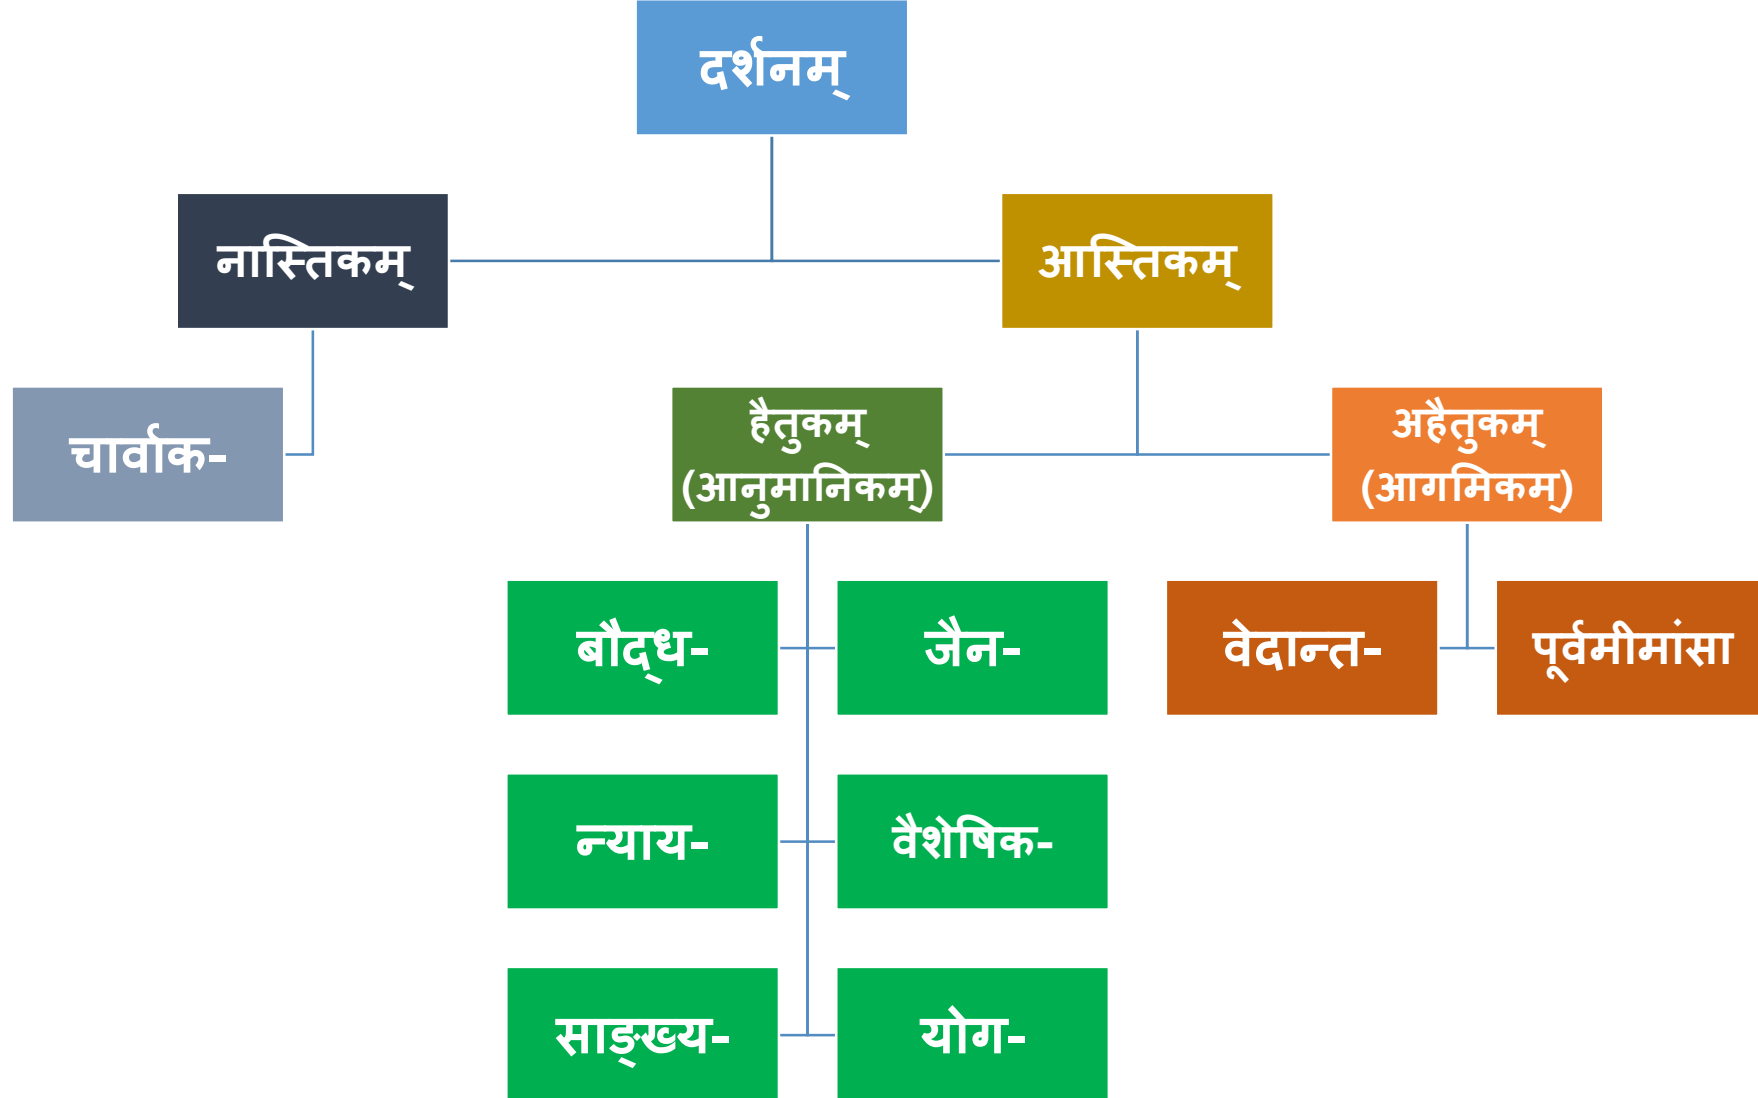 दर्शनम्
नास्तिकम्
आस्तिकम्
चार्वाक-
हैतुकम्
(आनुमानिकम्)
अहैतुकम्
(आगमिकम्)
बौद्ध-
जैन-
वेदान्त-
पूर्वमीमांसा
न्याय-
वैशेषिक-
साङ्ख्य-
योग-